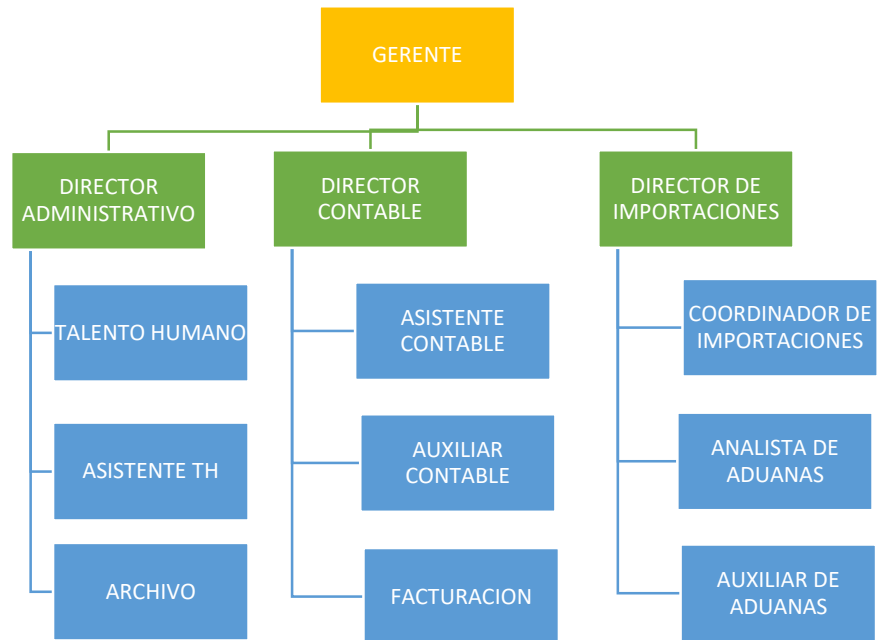 GERENTE
DIRECTOR
ADMINISTRATIVO
DIRECTOR
CONTABLE
DIRECTOR DE
IMPORTACIONES
TALENTO HUMANO
ASISTENTE TH
ARCHIVO
ASISTENTE
CONTABLE
AUXILIAR
CONTABLE
FACTURACION
COORDINADOR DE
IMPORTACIONES
ANALISTA DE
ADUANAS
AUXILIAR DE
ADUANAS